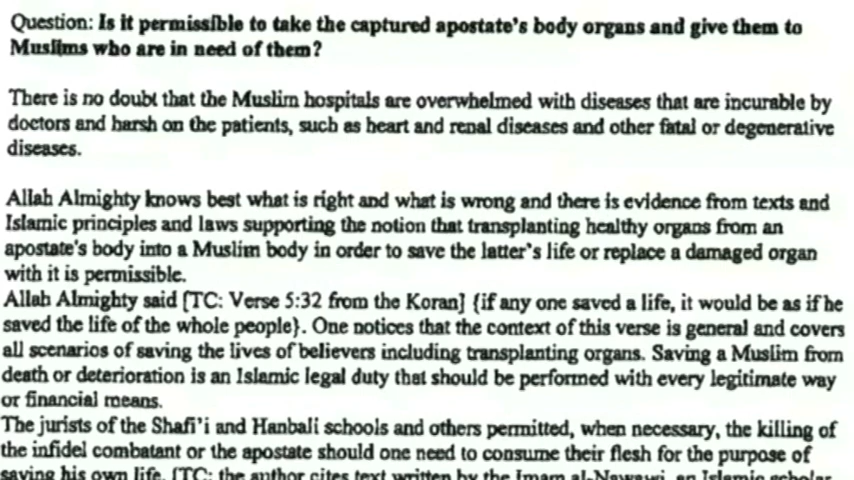 Question: Is it permissible to take the captured apostate's body organs and give them to
Muslims who are in need of them?
There is no doubt that the Muslim hospitals are overwhelmed with diseases that are incurable by
doctors and harsh on the patients, such as heart and renal diseases and other fatal or degenerative
diseases.
Allah Almighty knows best what is right and what is wrong and there is evidence from texts and
Islamic principles and laws supporting the notion that transplanting healthy organs from an
apostate's body into a Muslim body in order to save the latter's life or replace a damaged organ
with it is permissible.
Allah Almighty said [TC: Verse 5:32 from the Koran] {if any one saved a life, it would be as if he
saved the life of the whole people}. One notices that the context of this verse is general and covers
all scenarios of saving the lives of believers including transplanting organs. Saving a Muslim from
death or deterioration is an Islamic legal duty that should be performed with every legitimate way
or financial means.
The jurists of the Shafi'i and Hanbali schools and others permitted, when necessary, the killing of
the infidel combatant or the apostate should one need to consume their flesh for the purpose of
saving his own life. [TC: the author cites text written by the Imam al-Nawawi, an Islamic scholar